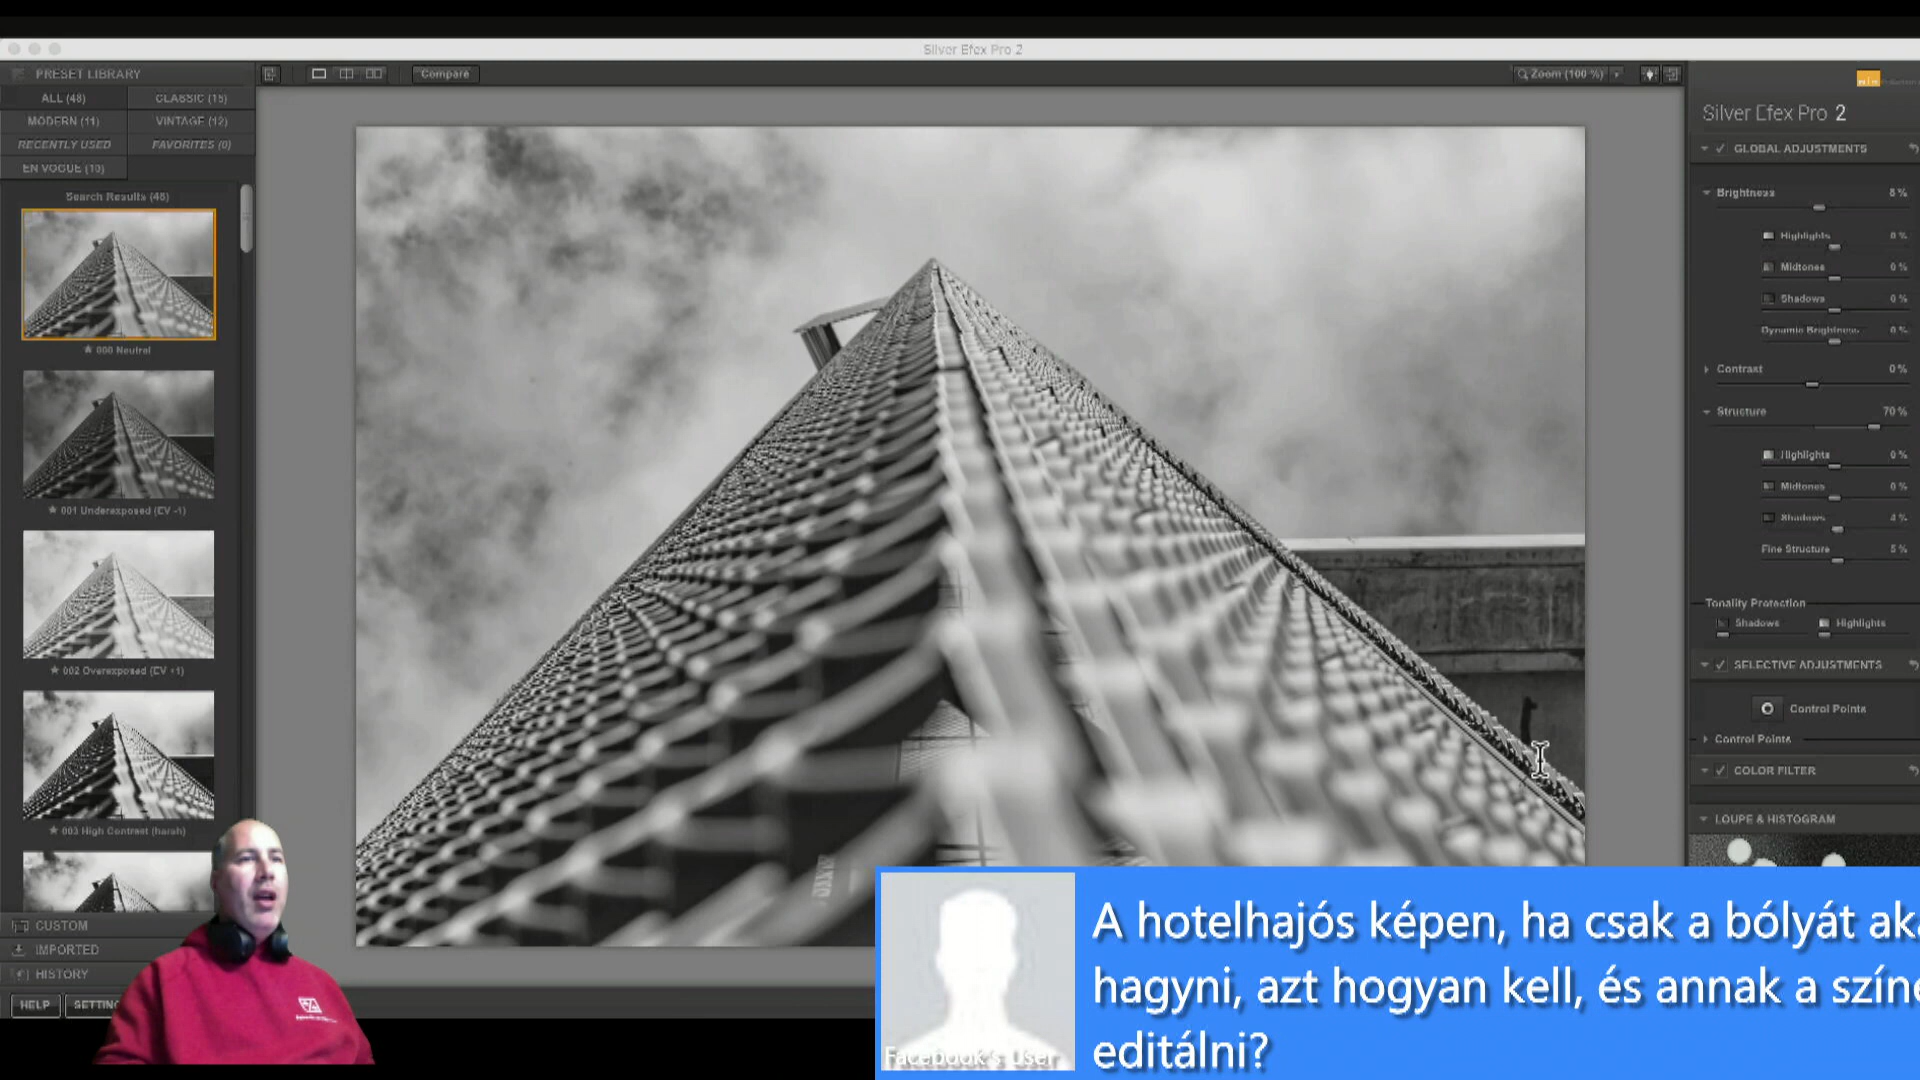 Silver Efex Pro 2
PRESET LIBRARY
Compare
Zoom (100 %)
ALL (48)
CLASSIC (15)
MODERN (11)
VINTAGE (12)
RECENTLY USED
FAVORITES (0)
EN VOGUE (10)
Search Results (48)
000 Neutral
001 Underexposed (EV -1)
002 Overexposed (EV +1)
003 High Contrast (harsh)
CUSTOM
IMPORTED
HISTORY
HELP
Silver Efex Pro 2
GLOBAL ADJUSTMENTS
Brightness 8 %
Highlights 8 %
Midtones 0 %
Shadows 0 %
Dynamic Brightness 0 %
Contrast 0 %
Structure 70 %
Highlights 0 %
Midtones 0 %
Shadows 4 %
Fine Structure 5 %
Tonality Protection
Shadows Highlights
SELECTIVE ADJUSTMENTS
Control Points
Control Points
COLOR FILTER
LOUPE & HISTOGRAM
A hotelhajós képen, ha csak a bólyát
hagyni, azt hogyan kell, és annak a
editálni?
Facebook's User